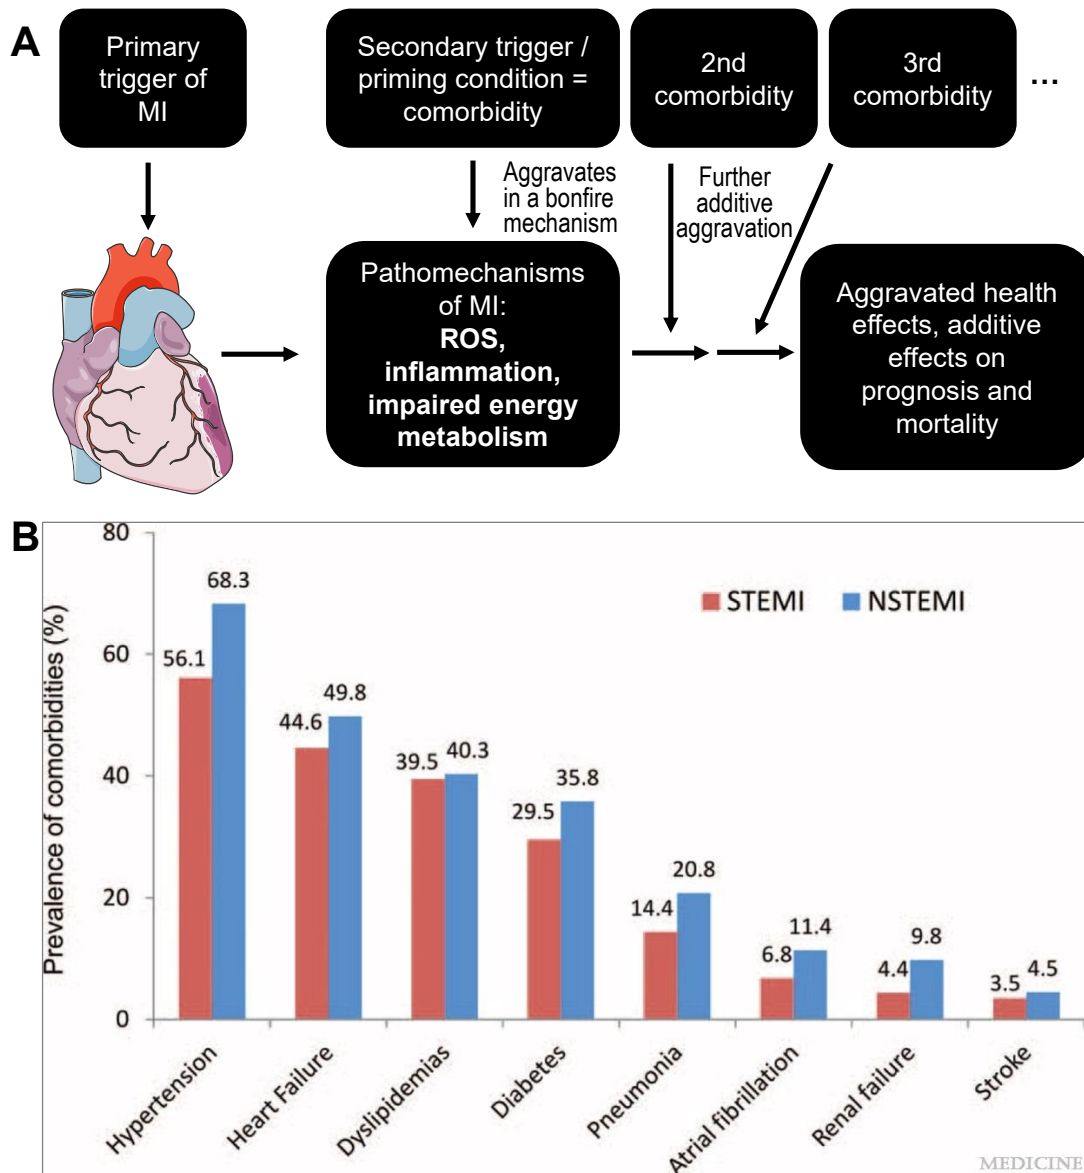 A
Primary
trigger of
MI
Secondary trigger /
priming condition =
comorbidity
2nd
comorbidity
3rd
comorbidity
...
Aggravates
in a bonfire
mechanism
Further
additive
aggravation
Pathomechanisms
of MI:
ROS,
inflammation,
impaired energy
metabolism
Aggravated health
effects, additive
effects on
prognosis and
mortality
B
Prevalence of comorbidities (%)
80
60
40
20
0
STEMI
NSTEMI
56.1
68.3
44.6
49.8
39.5
40.3
29.5
35.8
14.4
20.8
6.8
11.4
4.4
9.8
3.5
4.5
Hypertension
Heart Failure
Dyslipidemias
Diabetes
Pneumonia
Atrial fibrillation
Renal failure
Stroke
MEDICINE